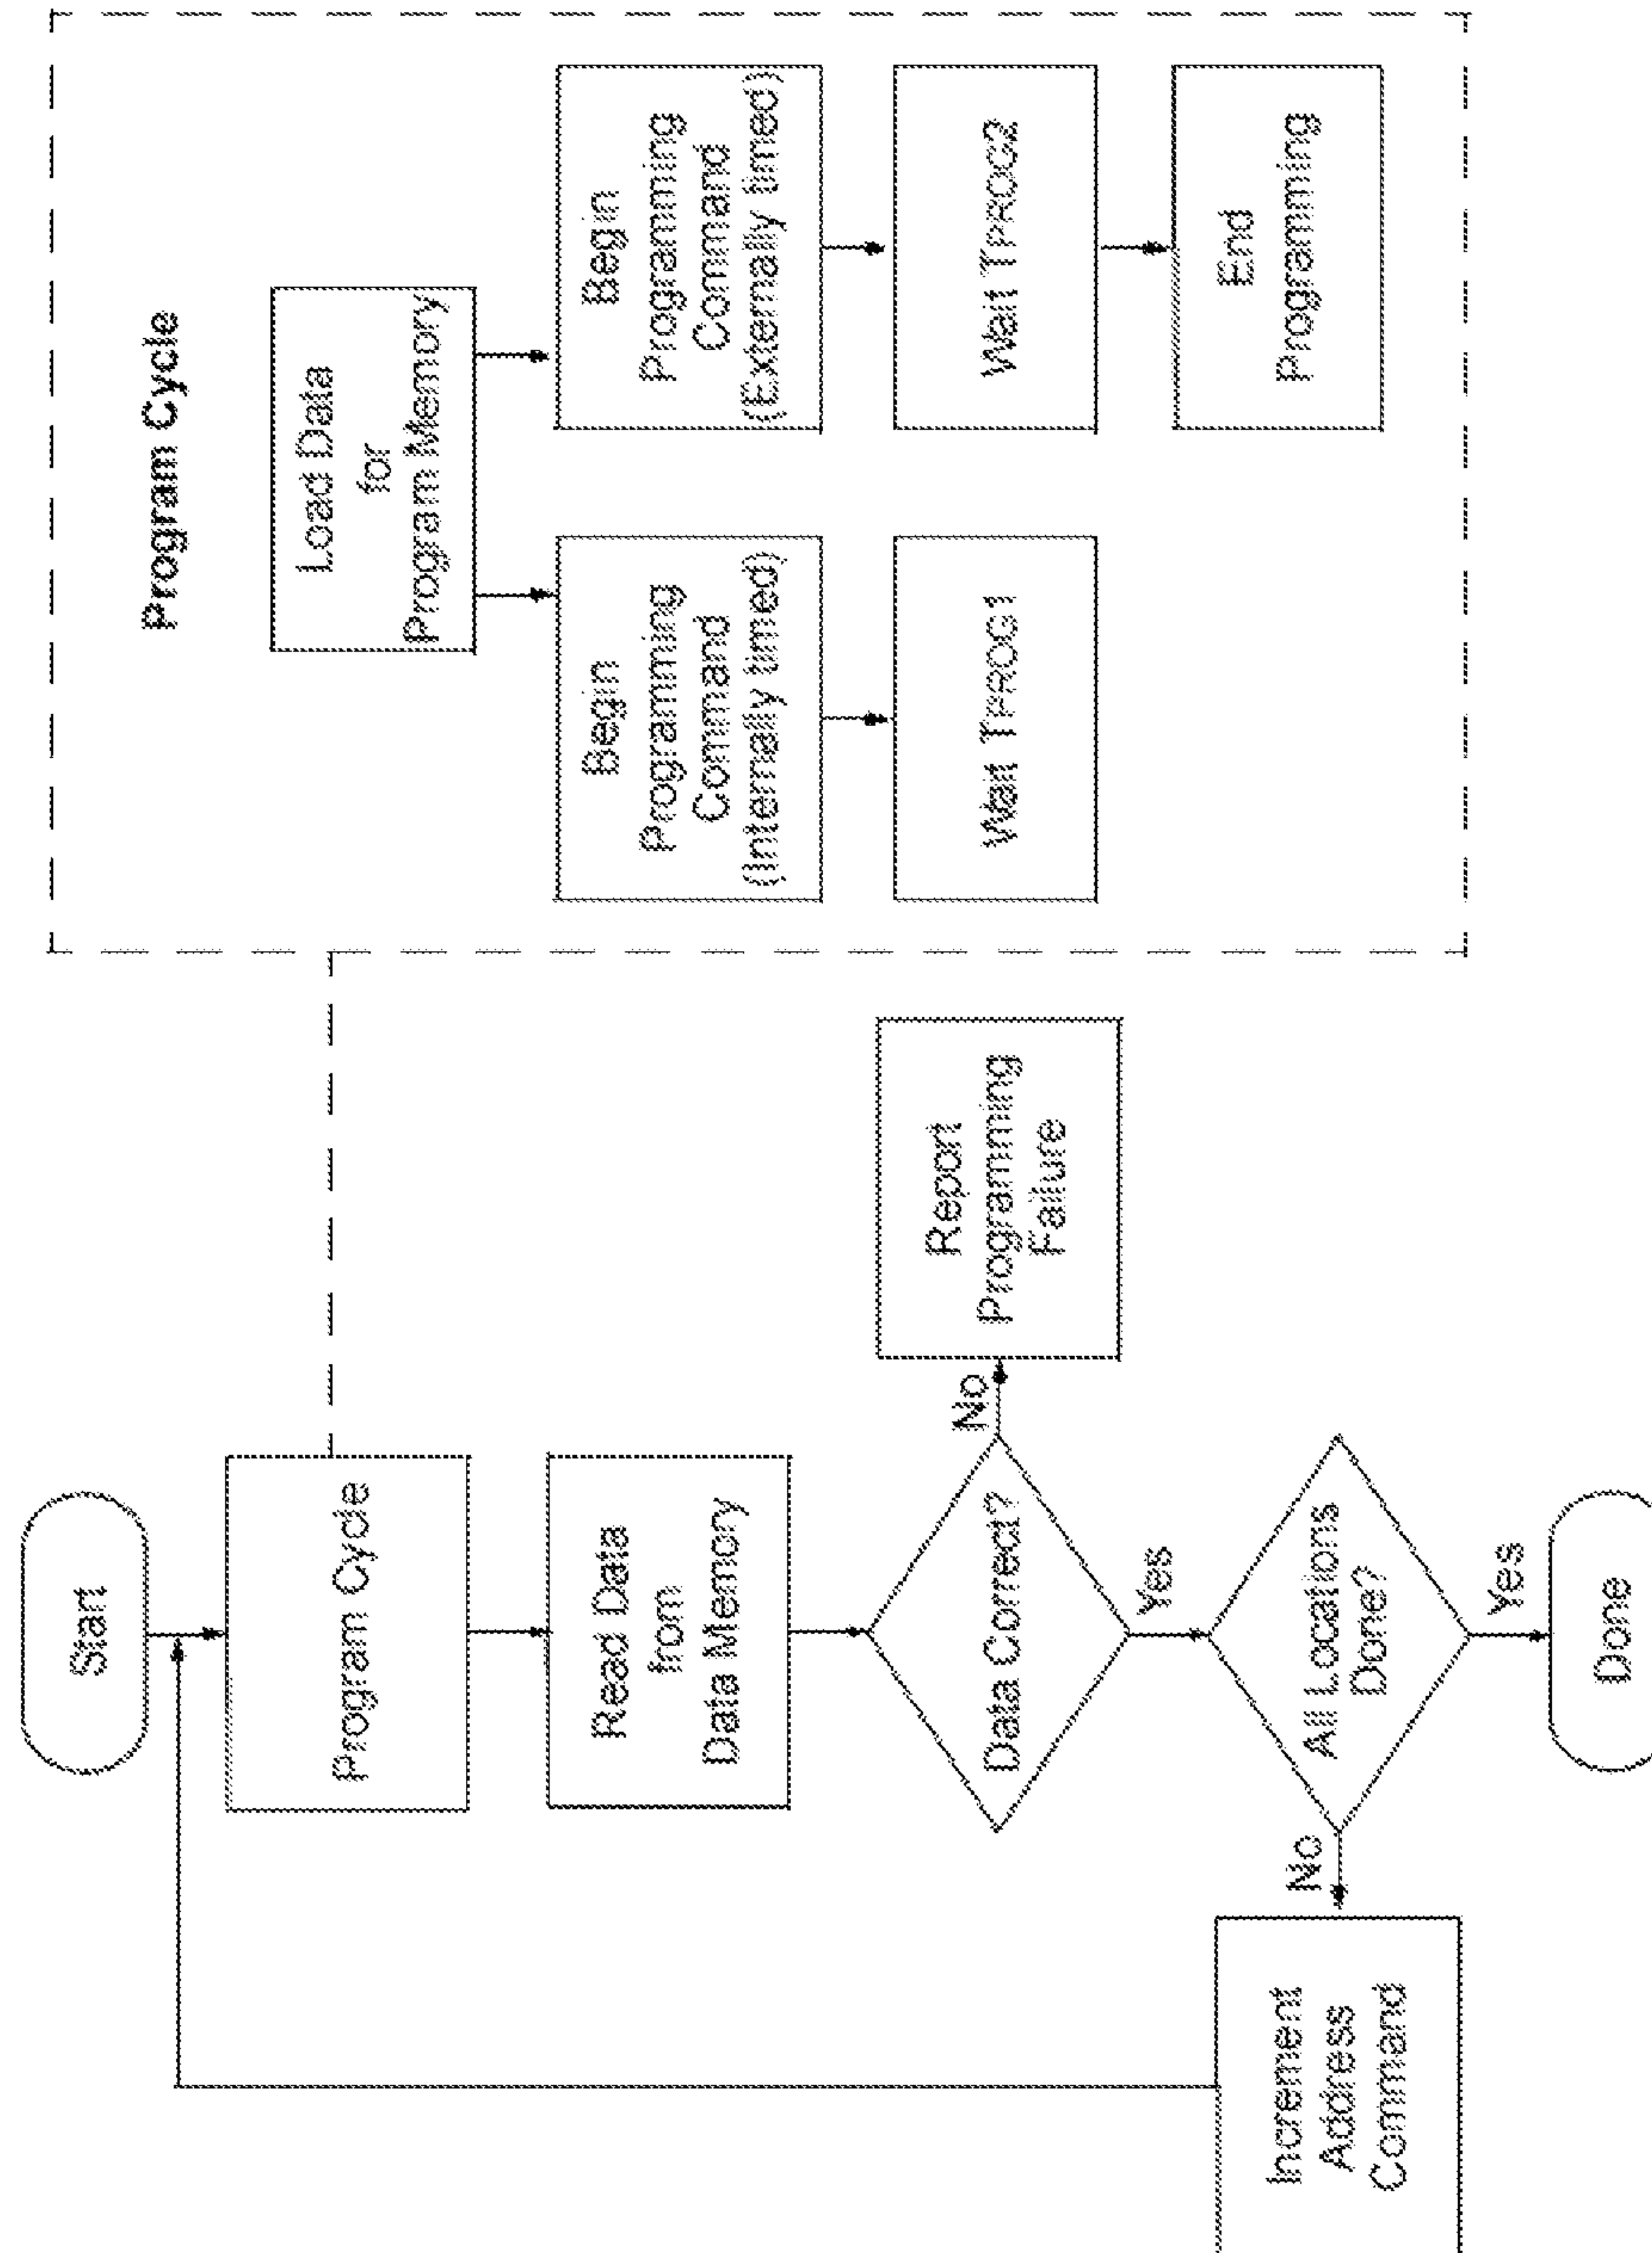 Start
Program Cycle
Read Data
from
Data Memory
Data Correct?
No
Report
Programming
Failure
Yes
All Locations
Done?
No
Increment
Address
Command
Yes
Done
Program Cycle
Load Data
for
Program Memory
Begin
Programming
Command
(Internally timed)
Wait TPROG1
Begin
Programming
Command
(Externally timed)
Wait TPROG2
End
Programming